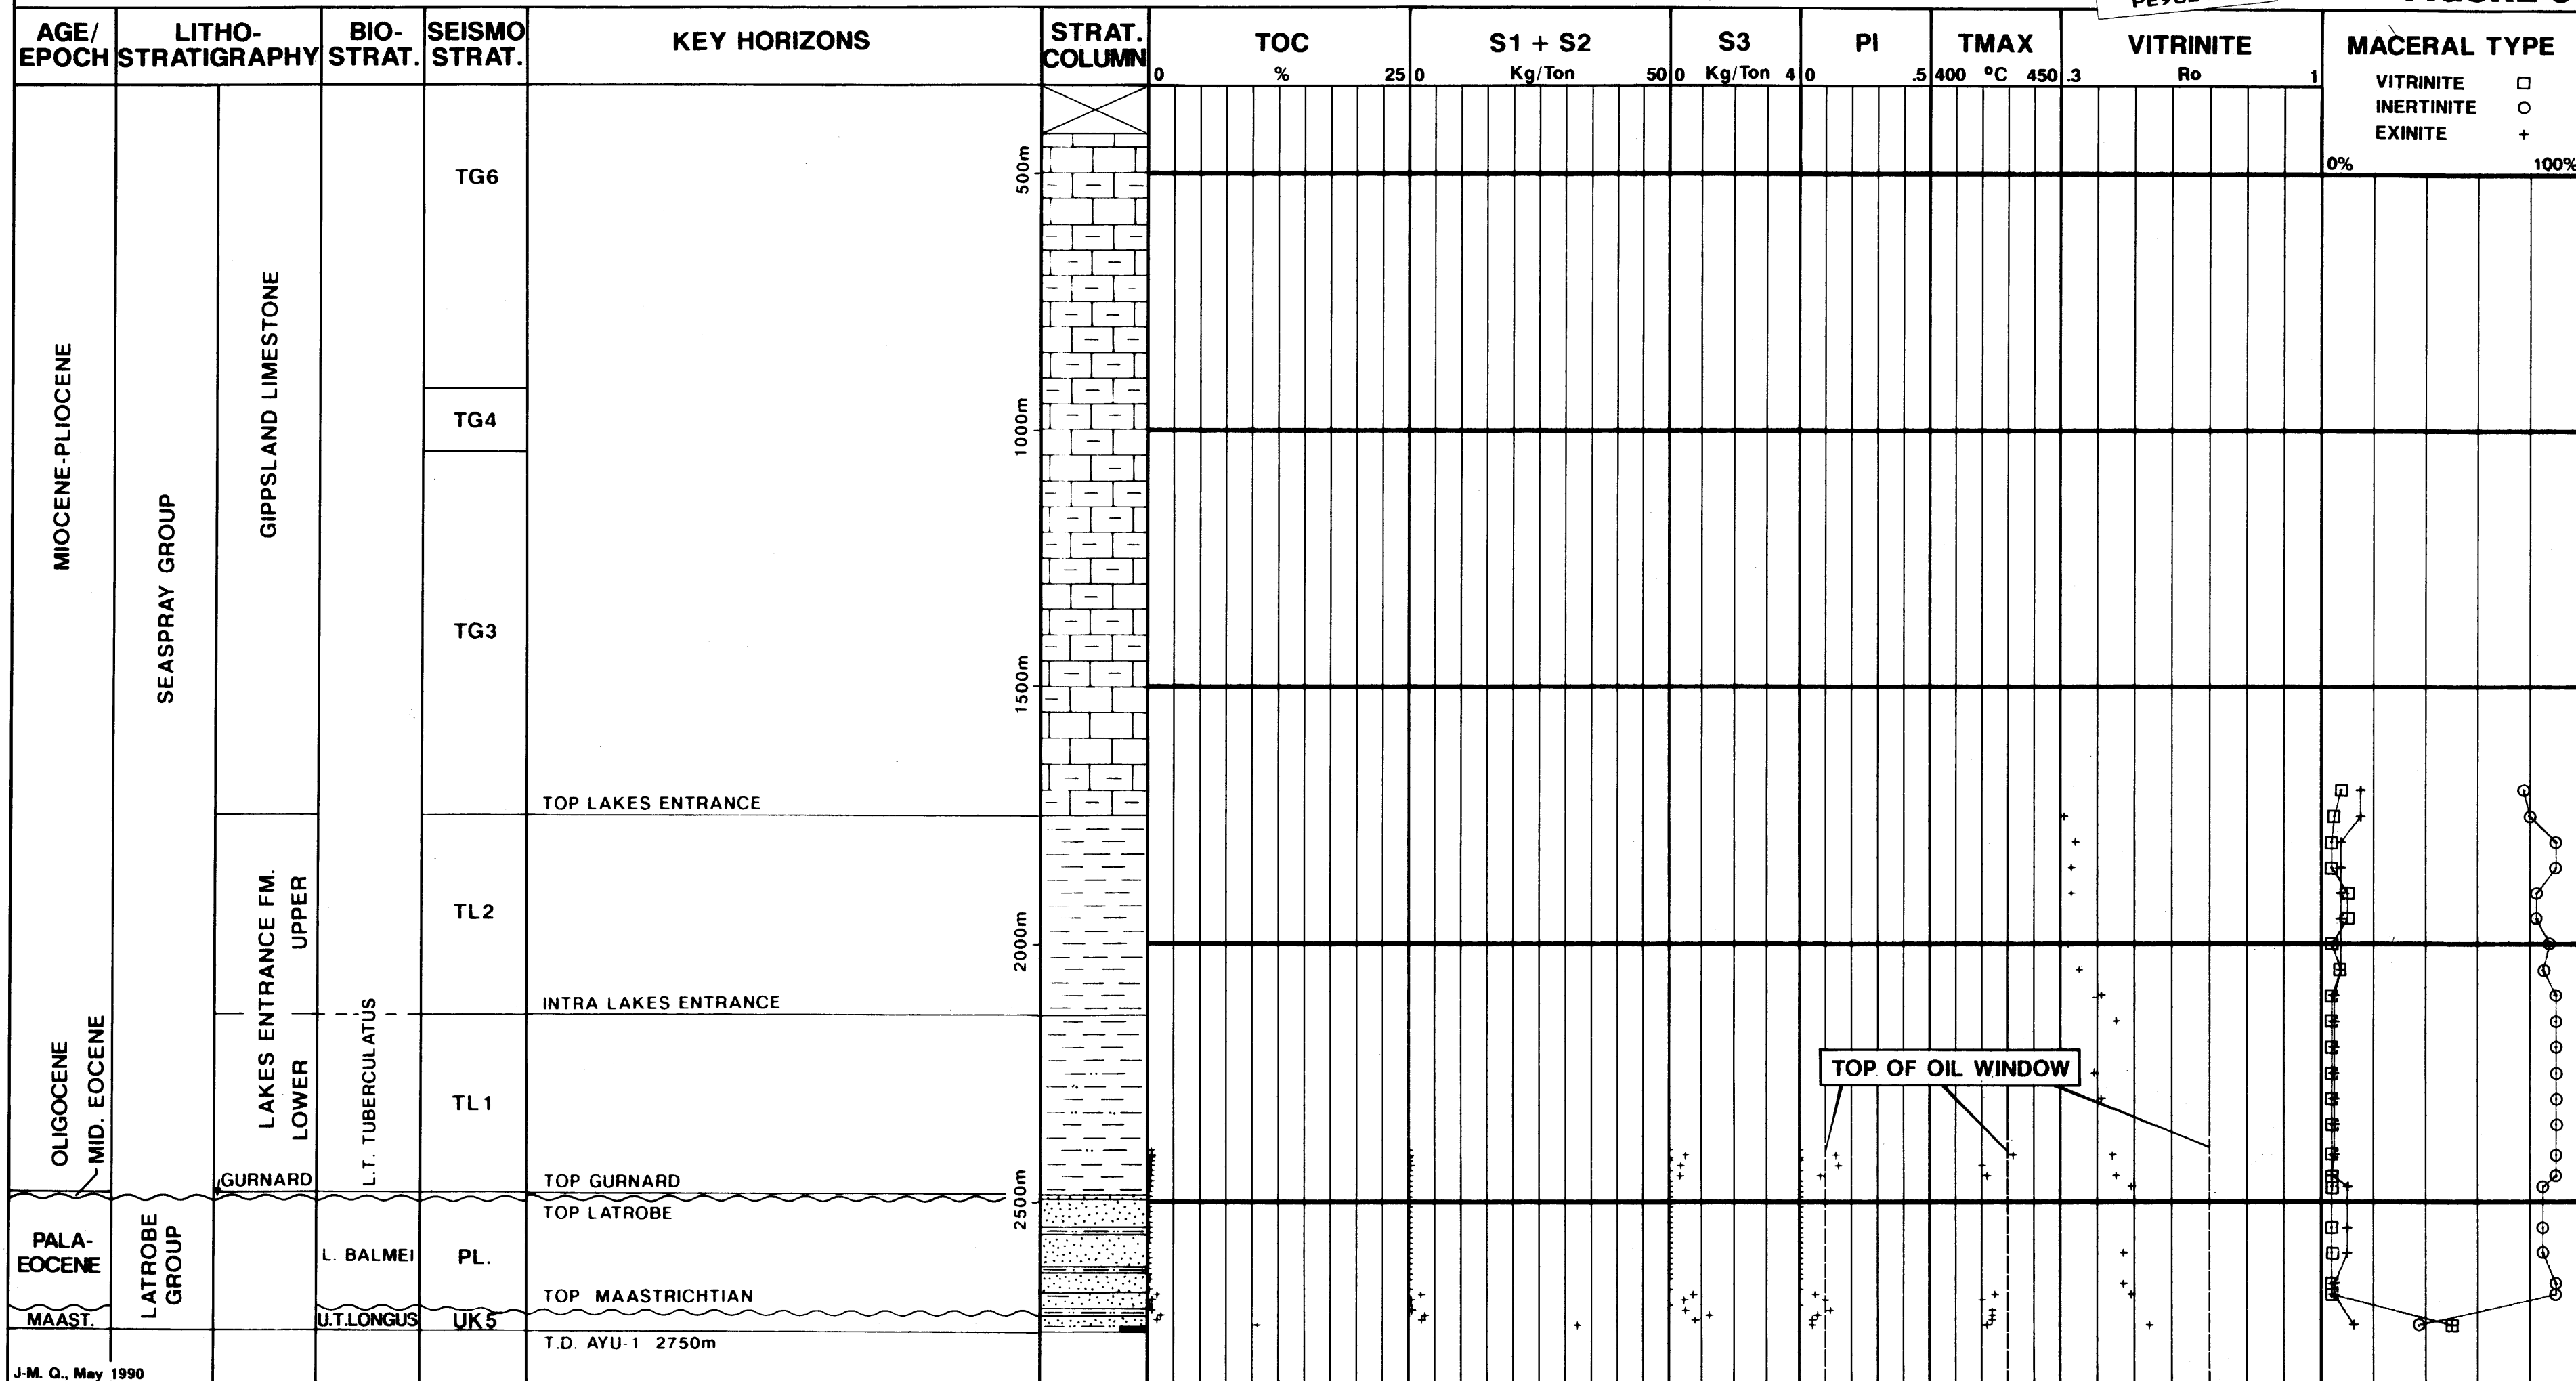 AGE/ EPOCH
LITHO- STRATIGRAPHY
BIO- STRAT.
SEISMO STRAT.
KEY HORIZONS
STRAT. COLUMN
TOC
0 % 25
S1 + S2
0 Kg/Ton 50
S3
0 Kg/Ton 4
PI
0 .5
TMAX
400 °C 450
VITRINITE
.3 Ro 1
MACERAL TYPE
VITRINITE
INERTINITE
EXINITE +
0% 100%
MIOCENE-PLIOCENE
OLIGOCENE
MID. EOCENE
PALA- EOCENE
MAAST.
SEASPRAY GROUP
LATROBE GROUP
GIPPSLAND LIMESTONE
LAKES ENTRANCE FM.
UPPER
LOWER
GURNARD
L.T. TUBERCULATUS
L. BALMEI
U.T.LONGUS
TG6
TG4
TG3
TL2
TL1
PL.
UK5
TOP LAKES ENTRANCE
INTRA LAKES ENTRANCE
TOP GURNARD
TOP LATROBE
TOP MAASTRICHTIAN
T.D. AYU-1 2750m
500m
1000m
1500m
2000m
2500m
TOP OF OIL WINDOW
J-M. Q., May 1990